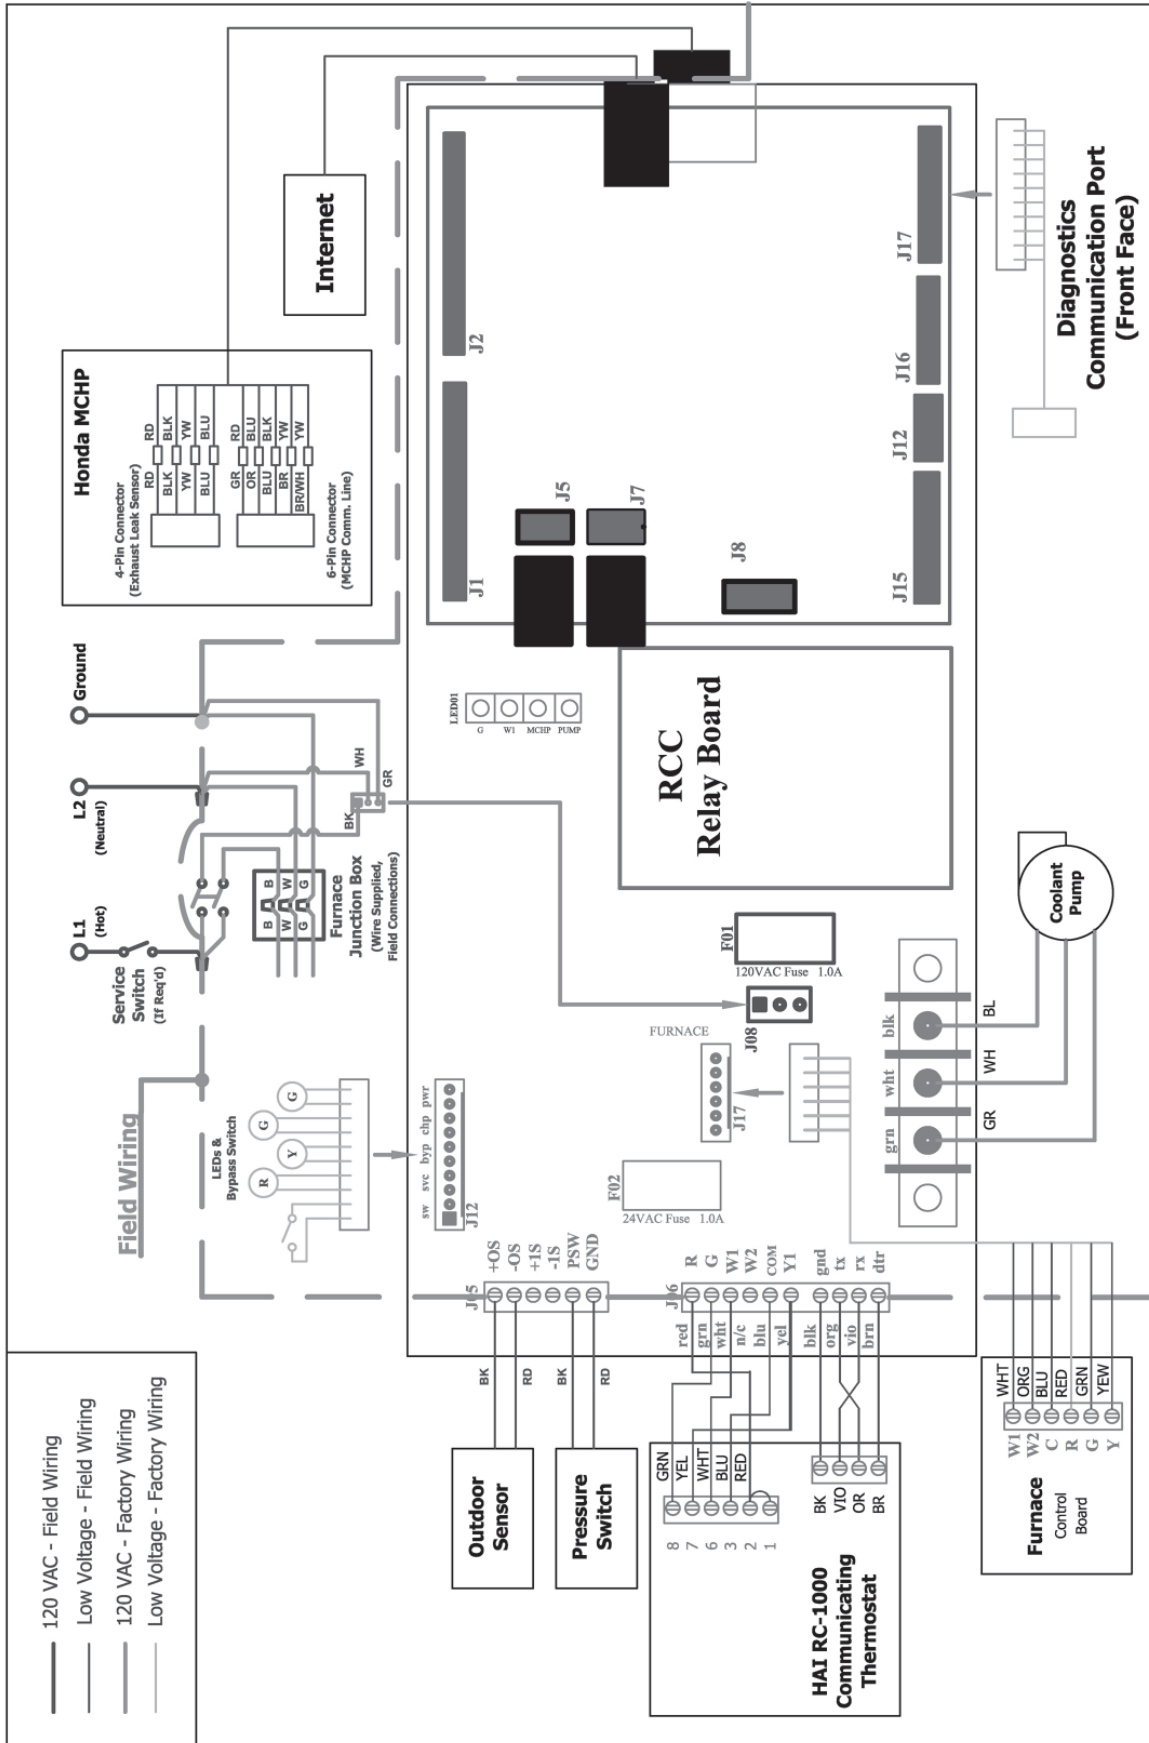 120 VAC - Field Wiring
Low Voltage - Field Wiring
120 VAC - Factory Wiring
Low Voltage - Factory Wiring
Field Wiring
Service
Switch
(If Req'd)
L1
(Hot)
L2
(Neutral)
Ground
B
W
G
B
W
G
Furnace
Junction Box
(Wire Supplied,
Field Connections)
BK
WH
GR
Honda MCHP
4-Pin Connector
(Exhaust Leak Sensor)
RD
BLK
YW
BLU
RD
BLK
YW
BLU
6-Pin Connector
(MCHP Comm. Line)
GR
OR
BLU
BR
BR/WH
RD
BLU
BLK
YW
YW
Internet
LEDs &
Bypass Switch
R
Y
G
G
sw svc byp chp pwr
J12
LED01
G
W1
MCHP
PUMP
J1
J2
J5
J7
J8
J15
J12
J16
J17
Diagnostics
Communication Port
(Front Face)
RCC
Relay Board
F01
120VAC Fuse 1.0A
J08
FURNACE
J17
F02
24VAC Fuse 1.0A
grn
wht
blk
GR
WH
BL
Coolant
Pump
Outdoor
Sensor
BK
RD
Pressure
Switch
BK
RD
J05
+OS
-OS
+1S
-1S
PSW
GND
J06
R
G
W1
W2
COM
Y1
gnd
tx
rx
dtr
red
grn
wht
n/c
blu
yel
blk
org
vio
brn
GRN
YEL
WHT
BLU
RED
8
7
6
3
2
1
BK
VIO
OR
BR
HAI RC-1000
Communicating
Thermostat
WHT
ORG
BLU
RED
GRN
YEW
W1
W2
C
R
G
Y
Furnace
Control
Board